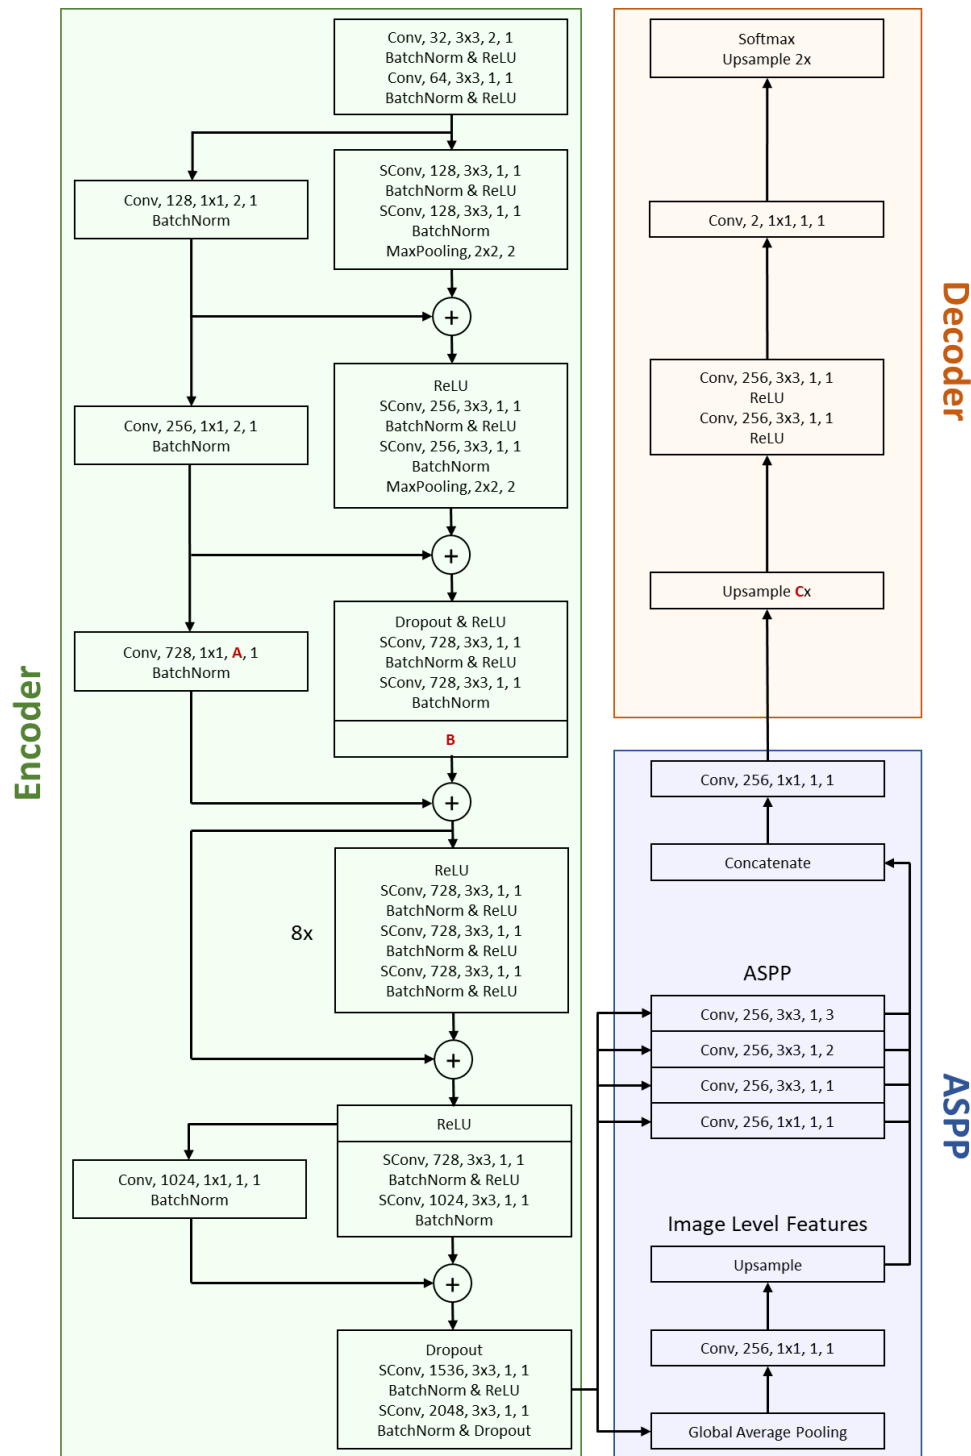 Encoder
Conv, 32, 3x3, 2, 1
BatchNorm & ReLU
Conv, 64, 3x3, 1, 1
BatchNorm & ReLU
Conv, 128, 1x1, 2, 1
BatchNorm
SConv, 128, 3x3, 1, 1
BatchNorm & ReLU
SConv, 128, 3x3, 1, 1
BatchNorm
MaxPooling, 2x2, 2
+
Conv, 256, 1x1, 2, 1
BatchNorm
ReLU
SConv, 256, 3x3, 1, 1
BatchNorm & ReLU
SConv, 256, 3x3, 1, 1
BatchNorm
MaxPooling, 2x2, 2
+
Conv, 728, 1x1, A, 1
BatchNorm
Dropout & ReLU
SConv, 728, 3x3, 1, 1
BatchNorm & ReLU
SConv, 728, 3x3, 1, 1
BatchNorm
B
+
8x
ReLU
SConv, 728, 3x3, 1, 1
BatchNorm & ReLU
SConv, 728, 3x3, 1, 1
BatchNorm & ReLU
SConv, 728, 3x3, 1, 1
BatchNorm & ReLU
+
ReLU
Conv, 1024, 1x1, 1, 1
BatchNorm
SConv, 728, 3x3, 1, 1
BatchNorm & ReLU
SConv, 1024, 3x3, 1, 1
BatchNorm
+
Dropout
SConv, 1536, 3x3, 1, 1
BatchNorm & ReLU
SConv, 2048, 3x3, 1, 1
BatchNorm & Dropout
Decoder
Softmax
Upsample 2x
Conv, 2, 1x1, 1, 1
Conv, 256, 3x3, 1, 1
ReLU
Conv, 256, 3x3, 1, 1
ReLU
Upsample Cx
ASPP
Conv, 256, 1x1, 1, 1
Concatenate
ASPP
Conv, 256, 3x3, 1, 3
Conv, 256, 3x3, 1, 2
Conv, 256, 3x3, 1, 1
Conv, 256, 1x1, 1, 1
Image Level Features
Upsample
Conv, 256, 1x1, 1, 1
Global Average Pooling